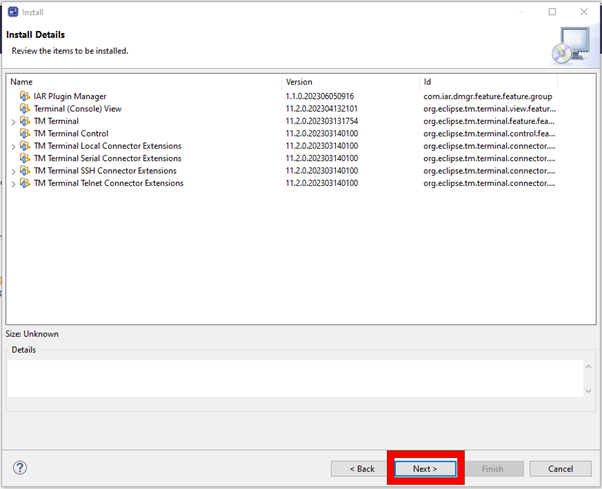 Install
Install Details
Review the items to be installed.
Name Version Id
IAR Plugin Manager 1.1.0.202306050916 com.iar.dmgr.feature.feature.group
Terminal (Console) View 11.2.0.202304132101 org.eclipse.tm.terminal.view.featur...
TM Terminal 11.2.0.202303131754 org.eclipse.tm.terminal.feature.fea...
TM Terminal Control 11.2.0.202303140100 org.eclipse.tm.terminal.control.fea...
TM Terminal Local Connector Extensions 11.2.0.202303140100 org.eclipse.tm.terminal.connector....
TM Terminal Serial Connector Extensions 11.2.0.202303140100 org.eclipse.tm.terminal.connector....
TM Terminal SSH Connector Extensions 11.2.0.202303140100 org.eclipse.tm.terminal.connector....
TM Terminal Telnet Connector Extensions 11.2.0.202303140100 org.eclipse.tm.terminal.connector....
Size: Unknown
Details
? < Back Next > Finish Cancel